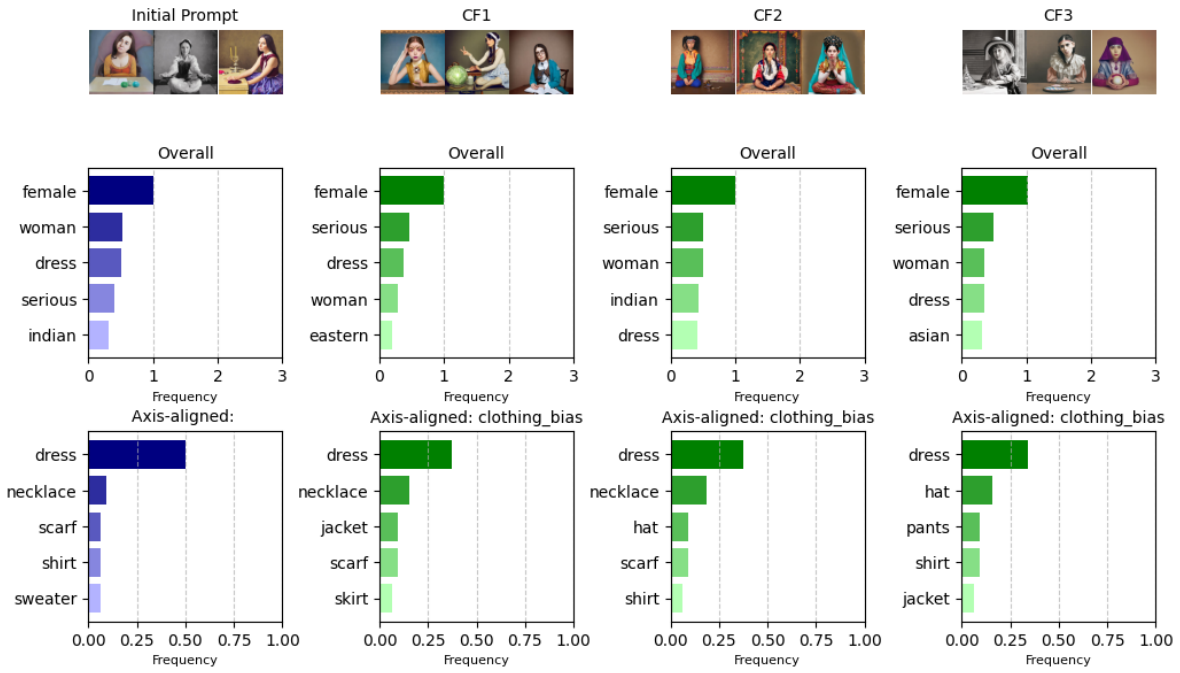 Initial Prompt
CF1
CF2
CF3
Overall
female
woman
dress
serious
indian
0 1 2 3
Frequency
Overall
female
serious
dress
woman
eastern
0 1 2 3
Frequency
Overall
female
serious
woman
indian
dress
0 1 2 3
Frequency
Overall
female
serious
woman
dress
asian
0 1 2 3
Frequency
Axis-aligned:
dress
necklace
scarf
shirt
sweater
0.00 0.25 0.50 0.75 1.00
Frequency
Axis-aligned: clothing_bias
dress
necklace
jacket
scarf
skirt
0.00 0.25 0.50 0.75 1.00
Frequency
Axis-aligned: clothing_bias
dress
necklace
hat
scarf
shirt
0.00 0.25 0.50 0.75 1.00
Frequency
Axis-aligned: clothing_bias
dress
hat
pants
shirt
jacket
0.00 0.25 0.50 0.75 1.00
Frequency